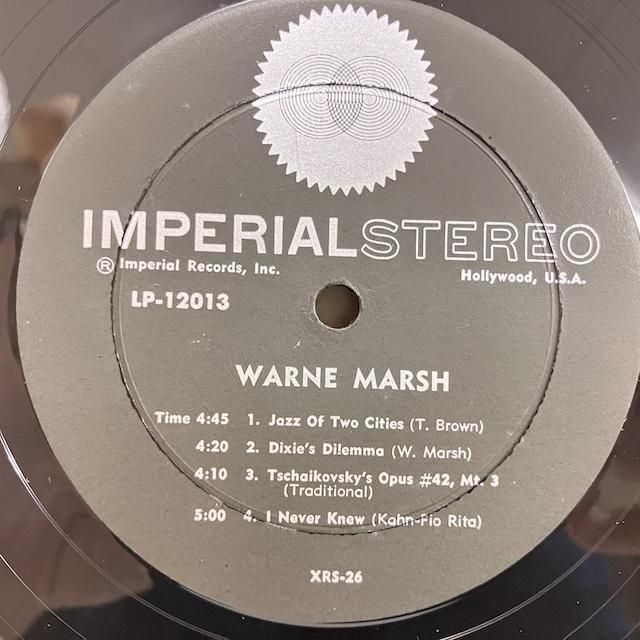 IMPERIAL STEREO
® Imperial Records, Inc. Hollywood, U.S.A.
LP-12013
WARNE MARSH
Time 4:45 1. Jazz Of Two Cities (T. Brown)
4:20 2. Dixie's Dilemma (W. Marsh)
4:10 3. Tschaikovsky's Opus #42, Mt. 3
(Traditional)
5:00 4. I Never Knew (Kahn-Fio Rita)
XRS-26